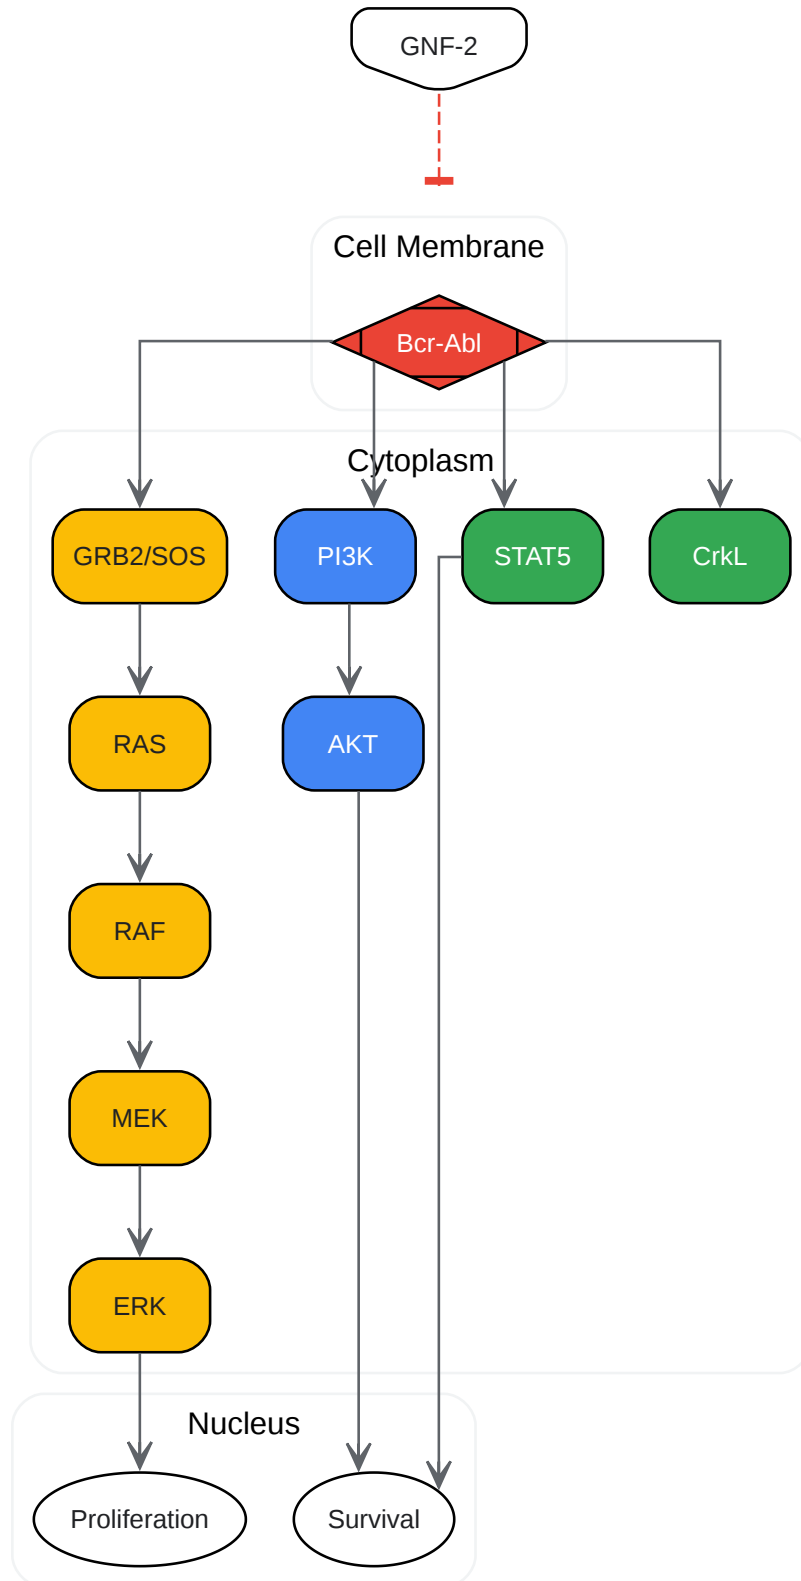 GNF-2
Cell Membrane
Bcr-Abl
Cytoplasm
GRB2/SOS
PI3K
STAT5
CrkL
RAS
AKT
RAF
MEK
ERK
Nucleus
Proliferation
Survival